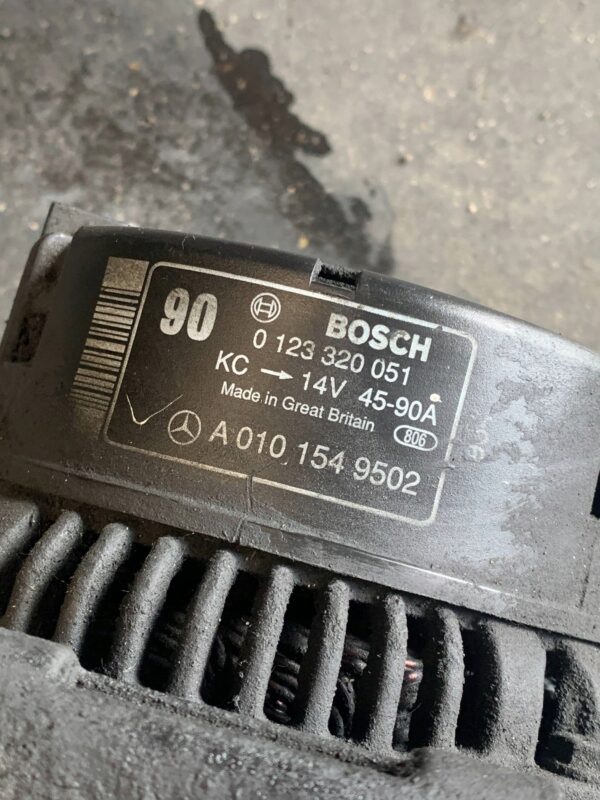 90 BOSCH
0 123 320 051
KC → 14V 45-90A
Made in Great Britain 806
A 010 154 9502